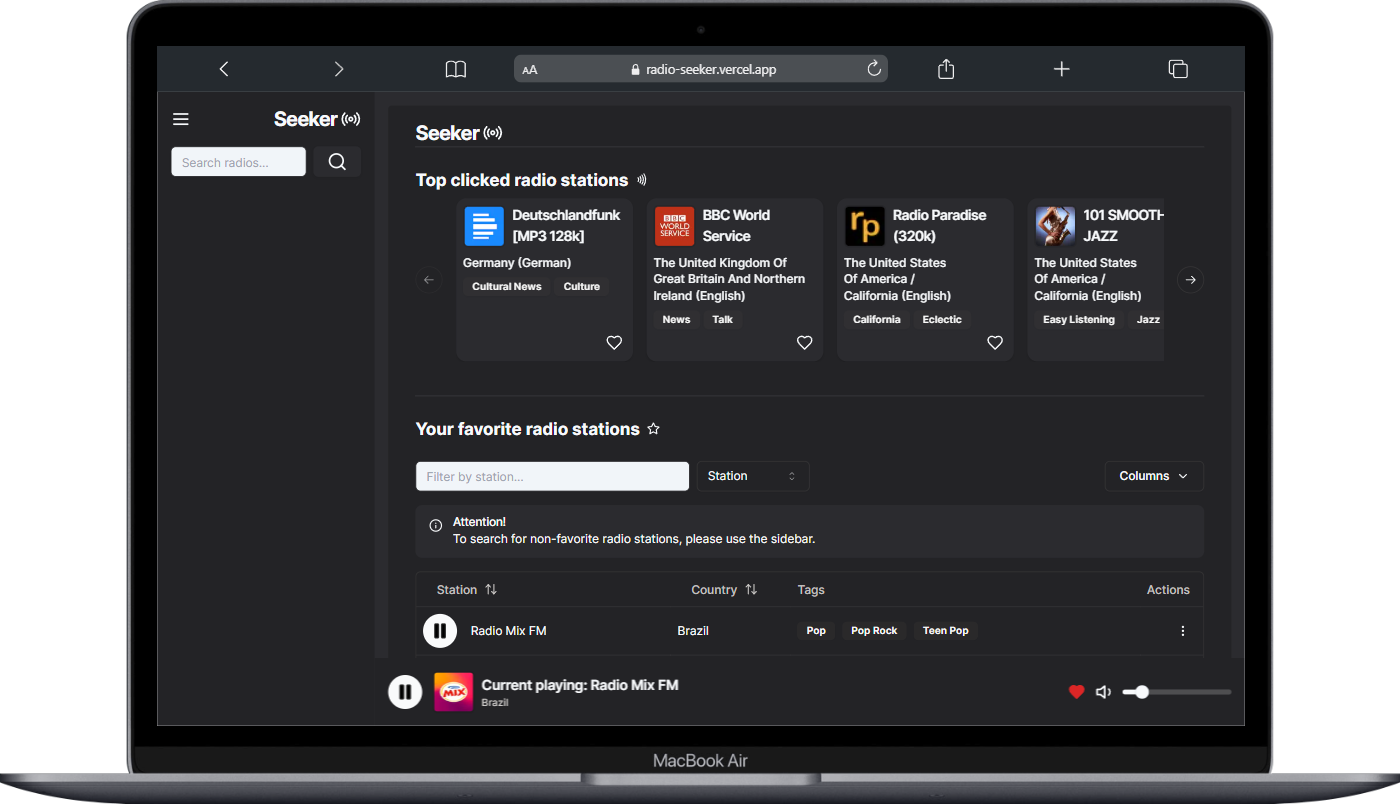 AA
radio-seeker.vercel.app
Seeker
Search radios...
Seeker
Top clicked radio stations
Deutschlandfunk
[MP3 128k]
Germany (German)
Cultural News
Culture
BBC
WORLD
SERVICE
BBC World
Service
The United Kingdom Of
Great Britain And Northern
Ireland (English)
News
Talk
rp
Radio Paradise
(320k)
The United States
Of America /
California (English)
California
Eclectic
101 SMOOTH
JAZZ
The United States
Of America /
California (English)
Easy Listening
Jazz
Your favorite radio stations
Filter by station...
Station
Columns
Attention!
To search for non-favorite radio stations, please use the sidebar.
Station
Country
Tags
Actions
Radio Mix FM
Brazil
Pop
Pop Rock
Teen Pop
MIX
Current playing: Radio Mix FM
Brazil
MacBook Air